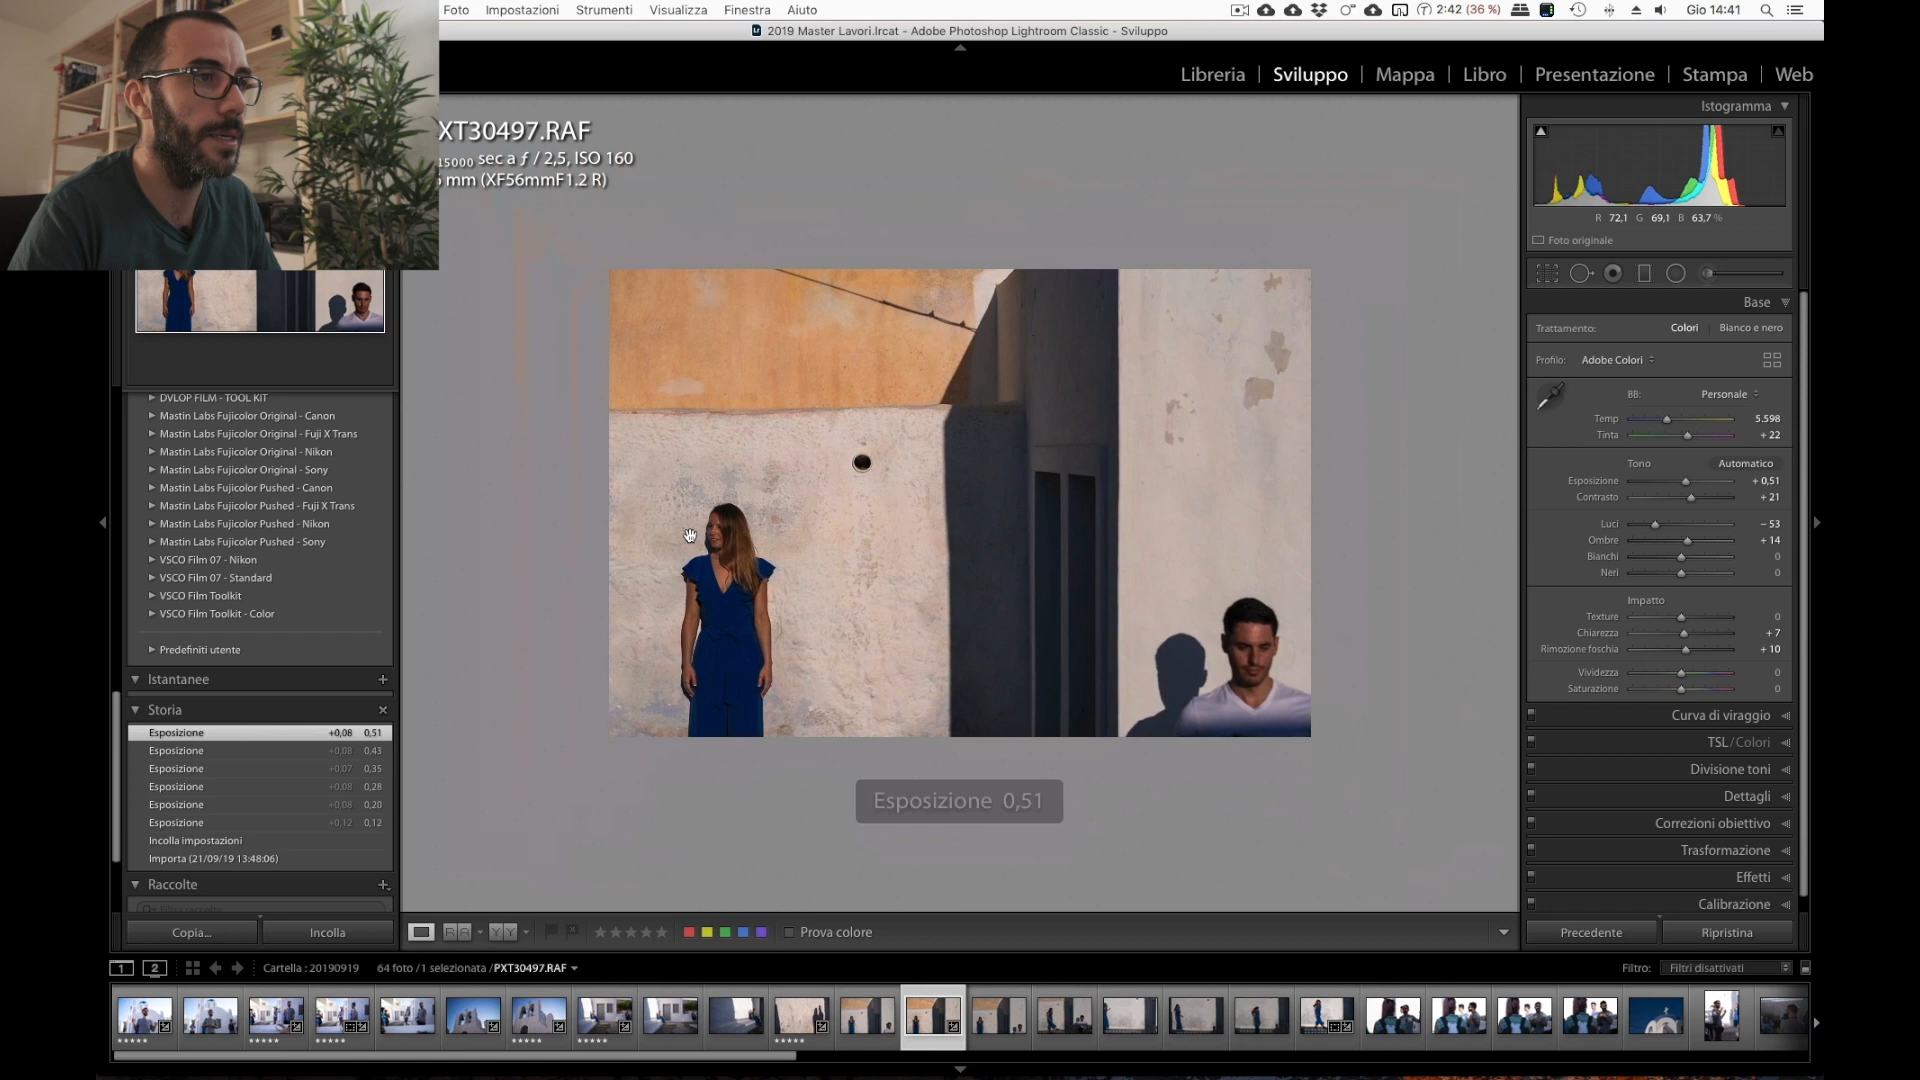 Foto Impostazioni Strumenti Visualizza Finestra Aiuto 2:42 (36 %) Gio 14:41
2019 Master Lavori.lrcat - Adobe Photoshop Lightroom Classic - Sviluppo
Libreria | Sviluppo | Mappa | Libro | Presentazione | Stampa | Web
XT30497.RAF
15000 sec a ƒ / 2,5, ISO 160
mm (XF56mmF1.2 R)
DVLOP FILM - TOOL KIT
Mastin Labs Fujicolor Original - Canon
Mastin Labs Fujicolor Original - Fuji X Trans
Mastin Labs Fujicolor Original - Nikon
Mastin Labs Fujicolor Original - Sony
Mastin Labs Fujicolor Pushed - Canon
Mastin Labs Fujicolor Pushed - Fuji X Trans
Mastin Labs Fujicolor Pushed - Nikon
Mastin Labs Fujicolor Pushed - Sony
VSCO Film 07 - Nikon
VSCO Film 07 - Standard
VSCO Film Toolkit
VSCO Film Toolkit - Color
Predefiniti utente
Istantanee
Storia
Esposizione +0,08 0,51
Esposizione +0,08 0,43
Esposizione +0,07 0,35
Esposizione +0,08 0,28
Esposizione +0,08 0,20
Esposizione +0,12 0,12
Incolla impostazioni
Importa (21/09/19 13:48:06)
Raccolte
Copia... Incolla
Esposizione 0,51
Prova colore
Istogramma
R 72,1 G 69,1 B 63,7 %
Foto originale
Base
Trattamento: Colori | Bianco e nero
Profilo: Adobe Colori
BB: Personale
Temp 5.598
Tinta + 22
Tono Automatico
Esposizione + 0,51
Contrasto + 21
Luci − 53
Ombre + 14
Bianchi 0
Neri 0
Impatto
Texture 0
Chiarezza + 7
Rimozione foschia + 10
Vividezza 0
Saturazione 0
Curva di viraggio
TSL / Colori
Divisione toni
Dettagli
Correzioni obiettivo
Trasformazione
Effetti
Calibrazione
Precedente Ripristina
1 2 Cartella : 20190919 64 foto / 1 selezionata / PXT30497.RAF Filtro: Filtri disattivati